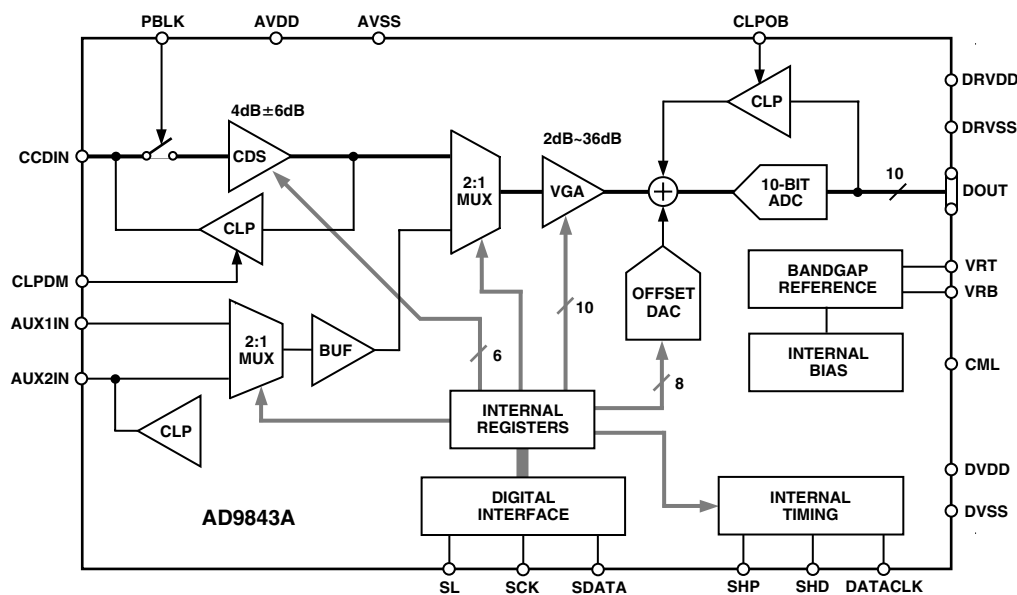 PBLK
AVDD
AVSS
CLPOB
DRVDD
4dB±6dB
CLP
2dB~36dB
DRVSS
CCDIN
CDS
2:1
MUX
VGA
10-BIT
ADC
10
DOUT
CLP
CLPDM
BANDGAP
REFERENCE
VRT
VRB
OFFSET
DAC
10
AUX1IN
2:1
MUX
BUF
6
INTERNAL
BIAS
CML
AUX2IN
8
CLP
INTERNAL
REGISTERS
DVDD
DIGITAL
INTERFACE
INTERNAL
TIMING
DVSS
AD9843A
SL
SCK
SDATA
SHP
SHD
DATACLK